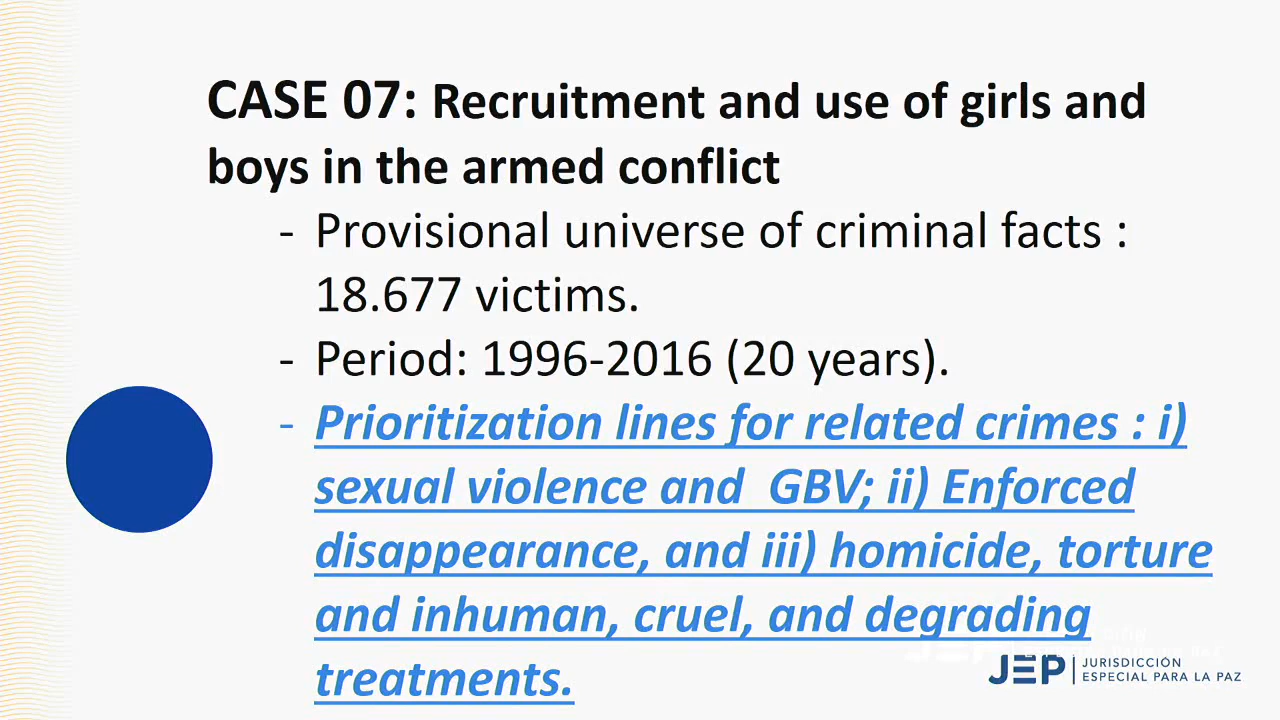 CASE 07: Recruitment and use of girls and
boys in the armed conflict
- Provisional universe of criminal facts :
18.677 victims.
- Period: 1996-2016 (20 years).
- Prioritization lines for related crimes : i)
sexual violence and GBV; ii) Enforced
disappearance, and iii) homicide, torture
and inhuman, cruel, and degrading
treatments.
JEP | JURISDICCIÓN
ESPECIAL PARA LA PAZ